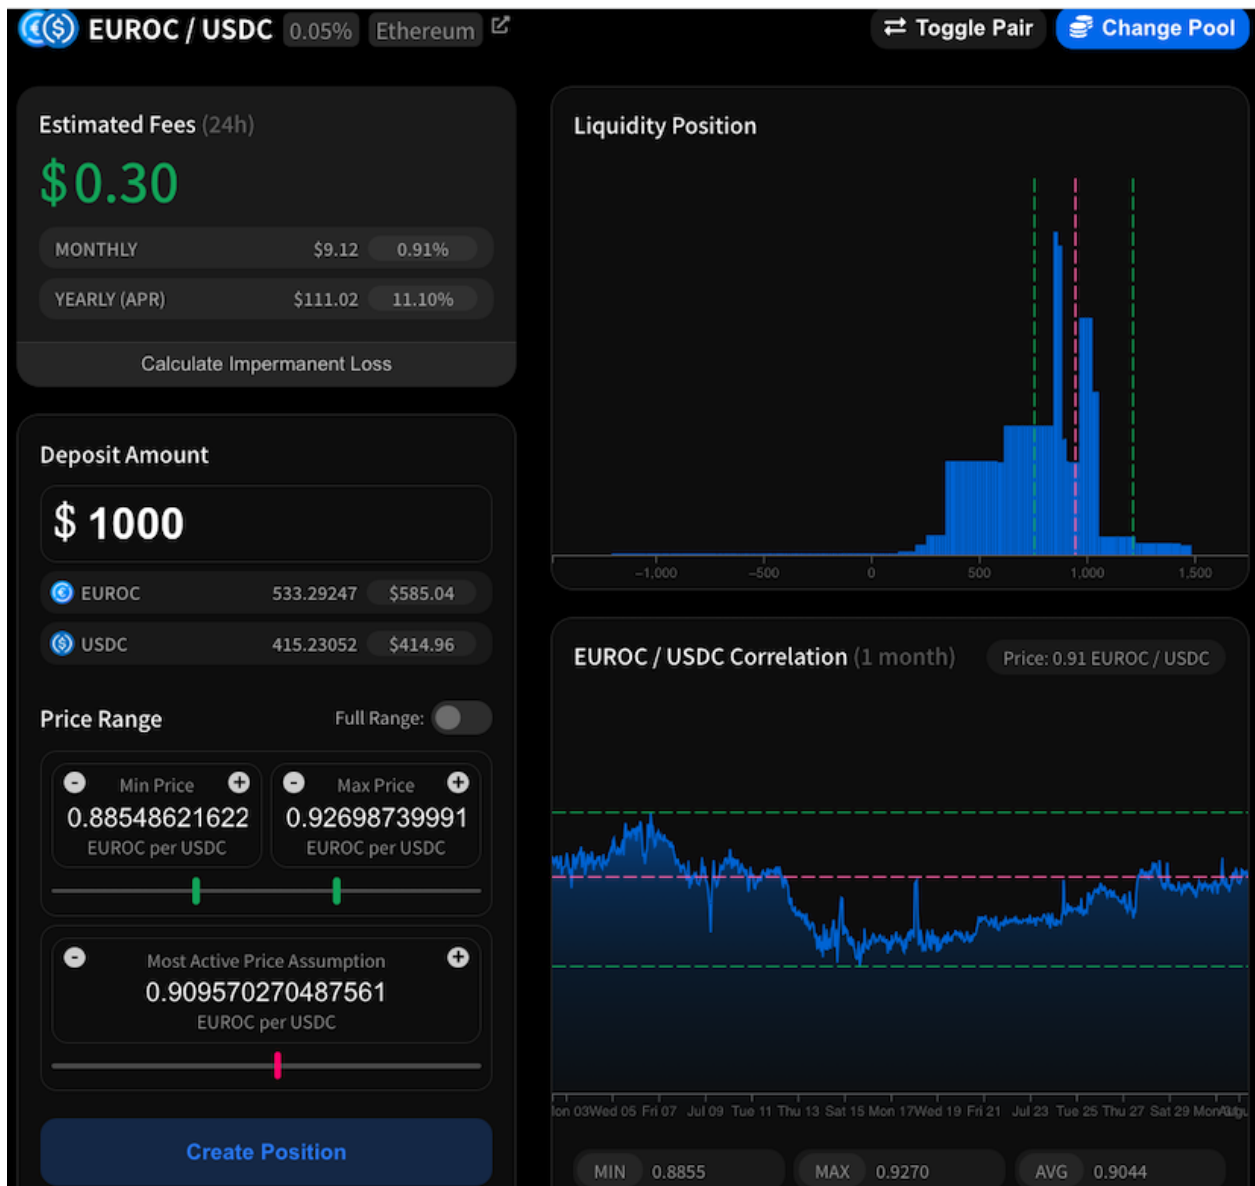 EUROC / USDC 0.05% Ethereum
Toggle Pair
Change Pool
Estimated Fees (24h)
$0.30
MONTHLY $9.12 0.91%
YEARLY (APR) $111.02 11.10%
Calculate Impermanent Loss
Deposit Amount
$ 1000
EUROC 533.29247 $585.04
USDC 415.23052 $414.96
Price Range Full Range:
- Min Price +
0.88548621622
EUROC per USDC
- Max Price +
0.92698739991
EUROC per USDC
- Most Active Price Assumption +
0.909570270487561
EUROC per USDC
Create Position
Liquidity Position
−1,000 −500 0 500 1,000 1,500
EUROC / USDC Correlation (1 month) Price: 0.91 EUROC / USDC
03 Wed 05 Fri 07 Jul 09 Tue 11 Thu 13 Sat 15 Mon 17 Wed 19 Fri 21 Jul 23 Tue 25 Thu 27 Sat 29
MIN 0.8855 MAX 0.9270 AVG 0.9044